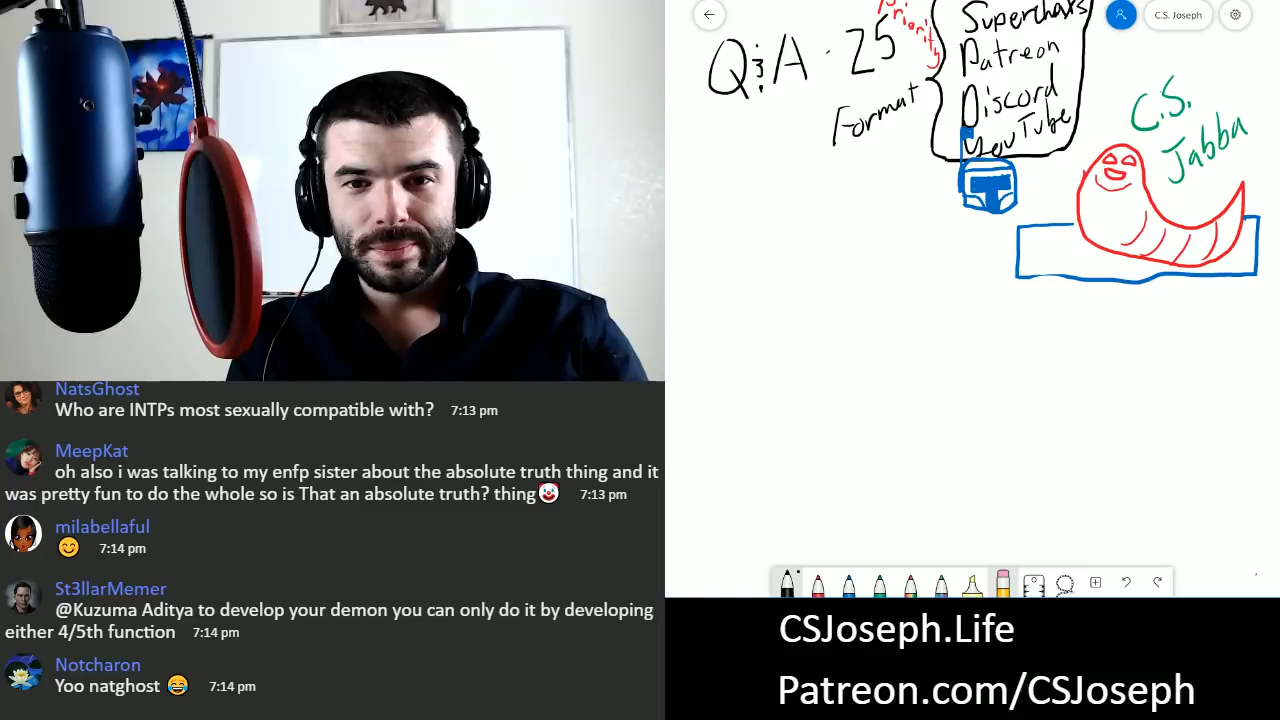 NatsGhost
Who are INTPs most sexually compatible with? 7:13 pm
MeepKat
oh also i was talking to my enfp sister about the absolute truth thing and it
was pretty fun to do the whole so is That an absolute truth? thing🤡 7:13 pm
milabellaful
😊 7:14 pm
St3llarMemer
@Kuzuma Aditya to develop your demon you can only do it by developing
either 4/5th function 7:14 pm
Notcharon
Yoo natghost 😂 7:14 pm
C.S. Joseph
Q&A · 25
Format
Priority
Superchats
Patreon
Discord
YouTube
C.S.
Jabba
CSJoseph.Life
Patreon.com/CSJoseph